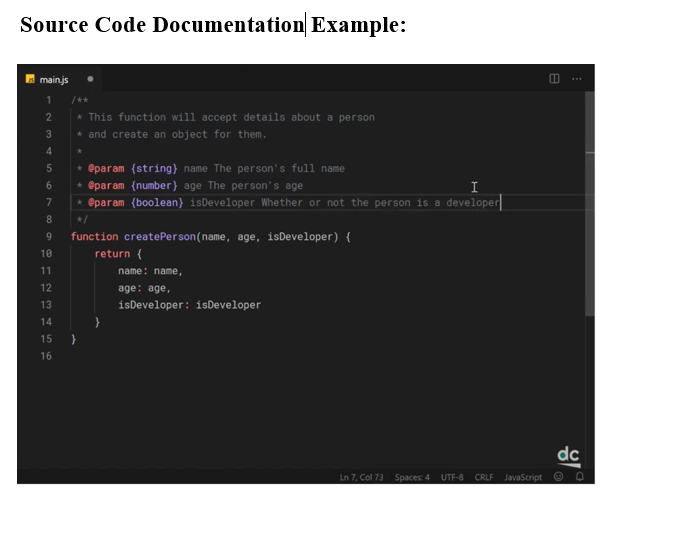 Source Code Documentation Example:
main.js
1 /**
2 * This function will accept details about a person
3 * and create an object for them.
4 *
5 * @param {string} name The person's full name
6 * @param {number} age The person's age
7 * @param {boolean} isDeveloper Whether or not the person is a developer
8 */
9 function createPerson(name, age, isDeveloper) {
10 return {
11 name: name,
12 age: age,
13 isDeveloper: isDeveloper
14 }
15 }
16
dc
Ln 7, Col 73 Spaces: 4 UTF-8 CRLF JavaScript